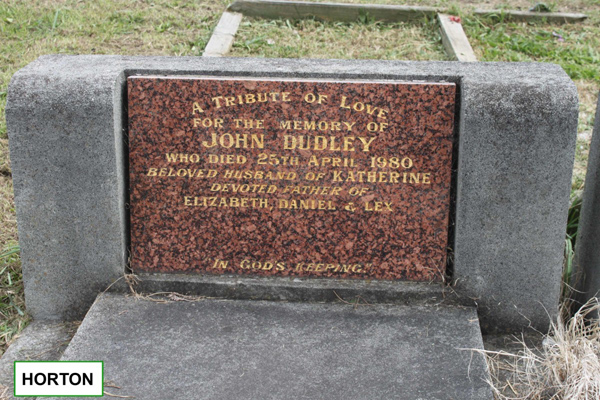 A TRIBUTE OF LOVE
FOR THE MEMORY OF
JOHN DUDLEY
WHO DIED 25TH APRIL 1980
BELOVED HUSBAND OF KATHERINE
DEVOTED FATHER OF
ELIZABETH, DANIEL & LEX
IN GOD'S KEEPING.
HORTON